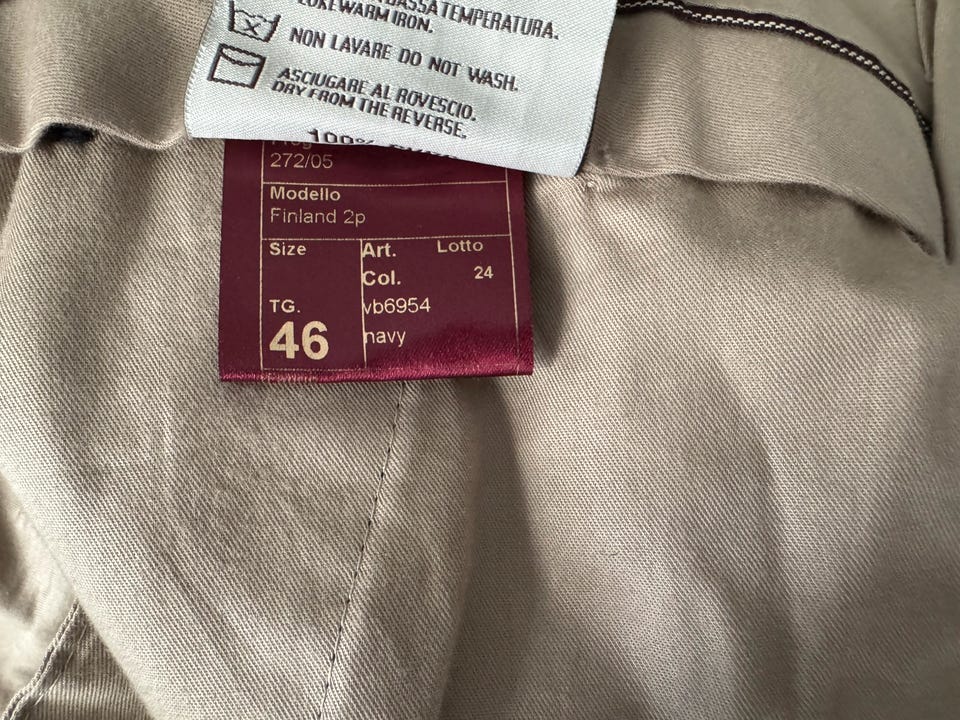 BASSA TEMPERATURA.
LUKEWARM IRON.
NON LAVARE DO NOT WASH.
ASCIUGARE AL ROVESCIO.
DRY FROM THE REVERSE.
100%
272/05
Modello
Finland 2p
Size Art. Lotto
Col. 24
TG. vb6954
46 navy